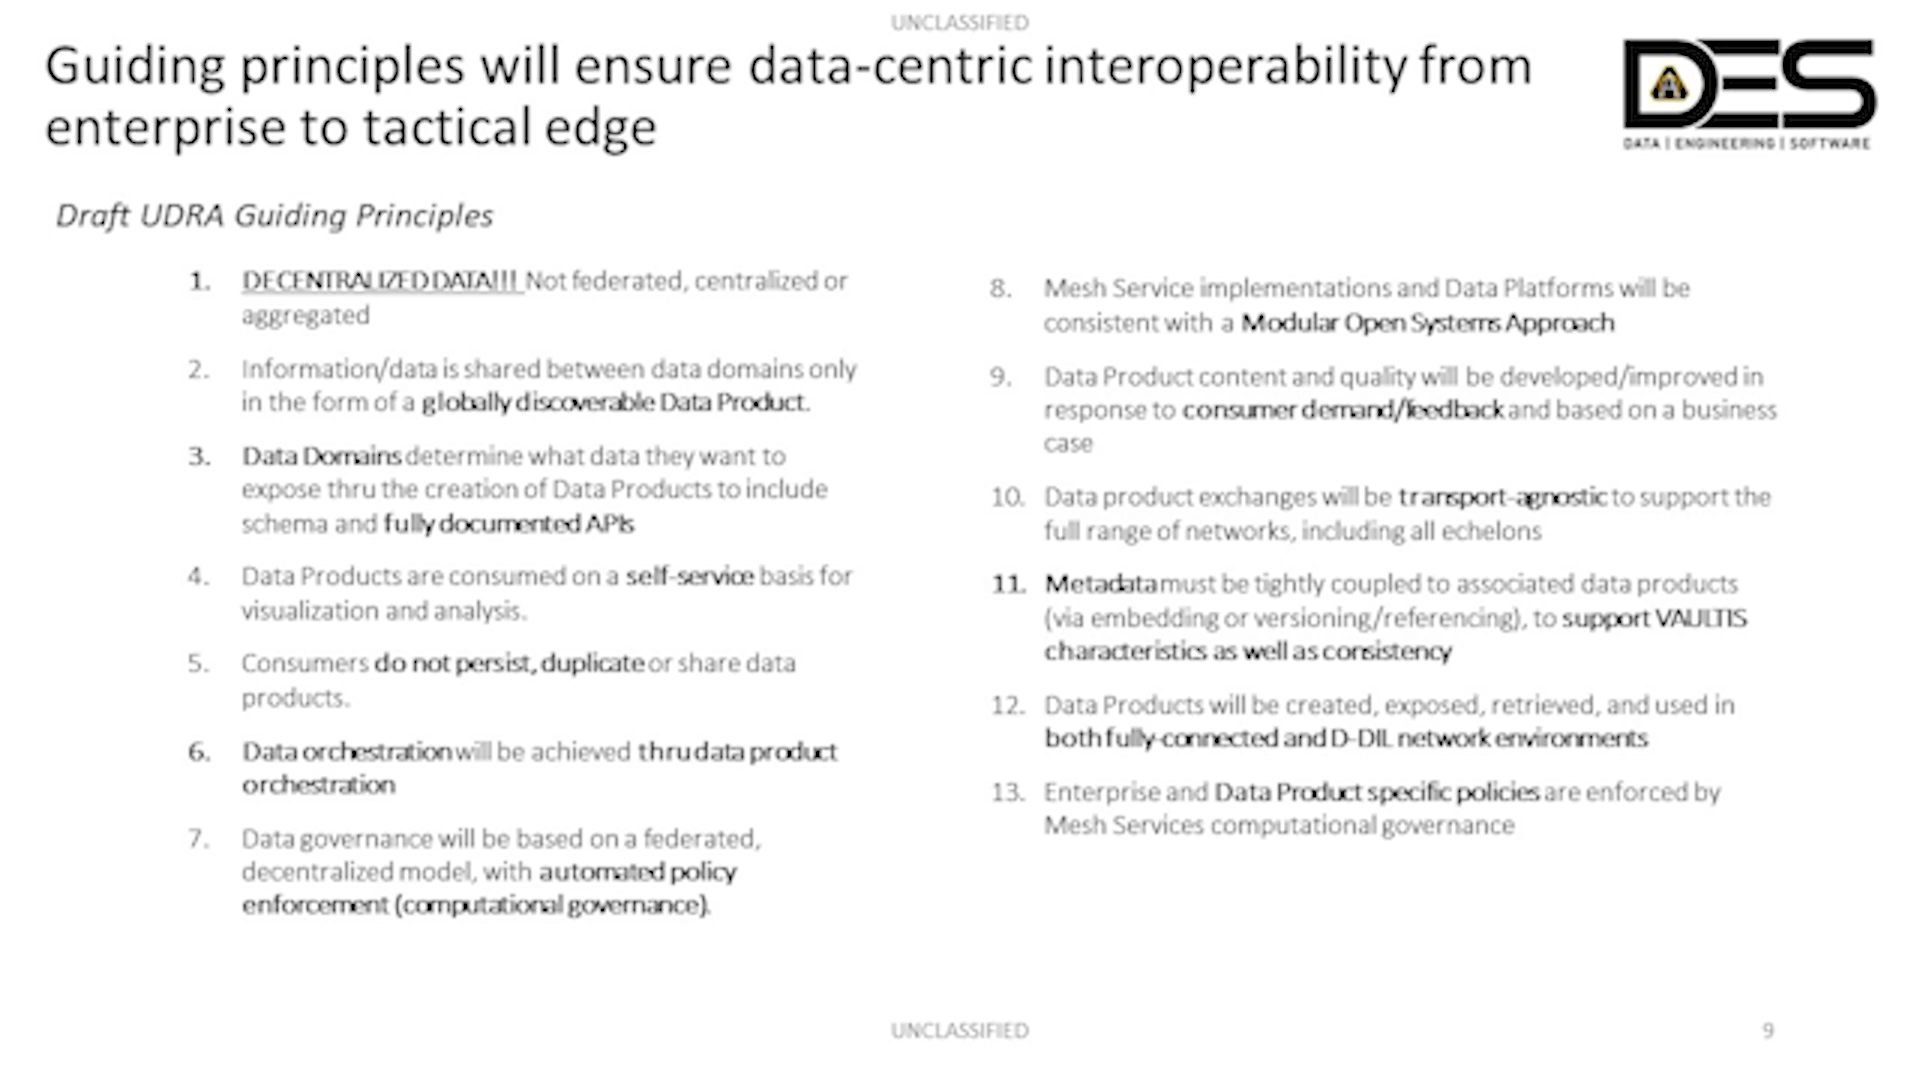 UNCLASSIFIED
Guiding principles will ensure data-centric interoperability from
enterprise to tactical edge
DES
DATA | ENGINEERING | SOFTWARE
Draft UDRA Guiding Principles
1. DECENTRALIZED DATA!!! Not federated, centralized or
aggregated
2. Information/data is shared between data domains only
in the form of a globally discoverable Data Product.
3. Data Domains determine what data they want to
expose thru the creation of Data Products to include
schema and fully documented APIs
4. Data Products are consumed on a self-service basis for
visualization and analysis.
5. Consumers do not persist, duplicate or share data
products.
6. Data orchestration will be achieved thru data product
orchestration
7. Data governance will be based on a federated,
decentralized model, with automated policy
enforcement (computational governance).
8. Mesh Service implementations and Data Platforms will be
consistent with a Modular Open Systems Approach
9. Data Product content and quality will be developed/improved in
response to consumer demand/feedback and based on a business
case
10. Data product exchanges will be transport-agnostic to support the
full range of networks, including all echelons
11. Metadata must be tightly coupled to associated data products
(via embedding or versioning/referencing), to support VAULTIS
characteristics as well as consistency
12. Data Products will be created, exposed, retrieved, and used in
both fully-connected and D-DIL network environments
13. Enterprise and Data Product specific policies are enforced by
Mesh Services computational governance
UNCLASSIFIED
9